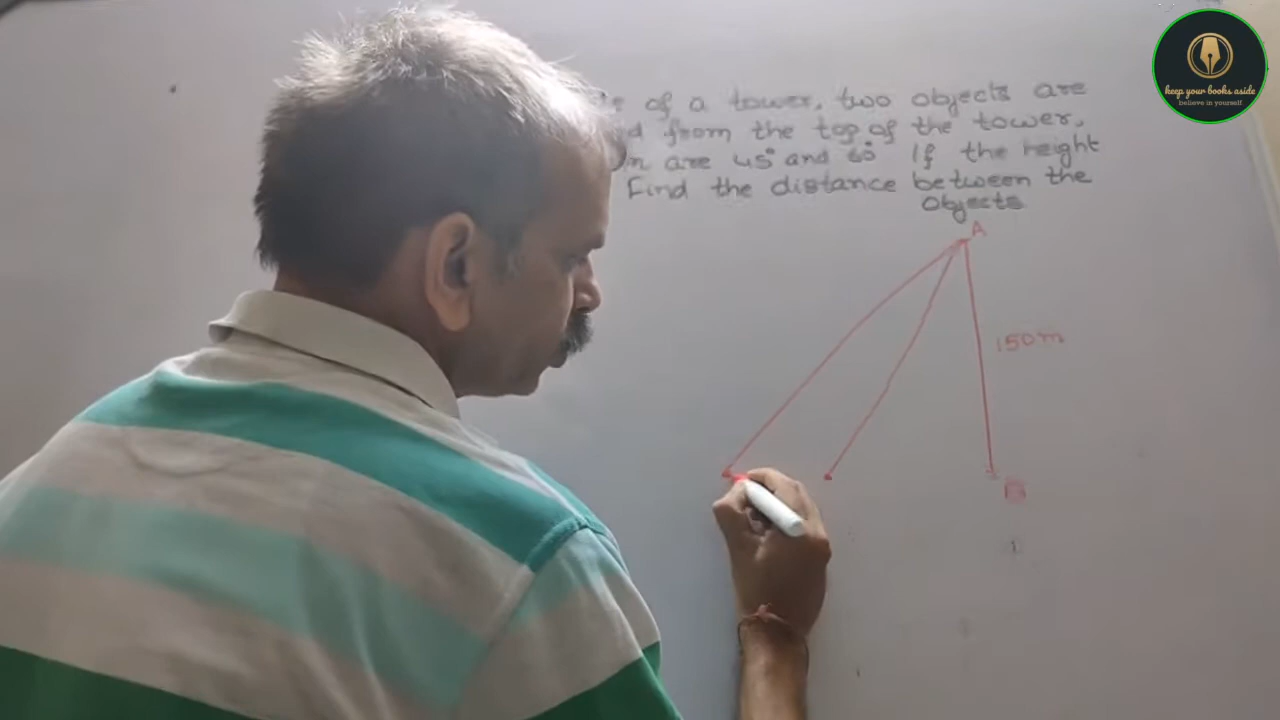 of a tower, two objects are
from the top of the tower,
are 45° and 60° If the height
Find the distance between the
objects
A
150m
B
keep your books aside
believe in yourself